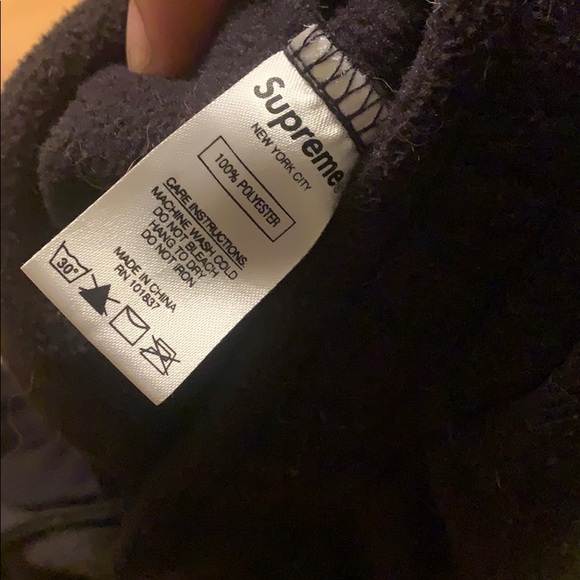 Supreme
NEW YORK CITY
100% POLYESTER
CARE INSTRUCTIONS
MACHINE WASH COLD
DO NOT BLEACH
HANG TO DRY
DO NOT IRON
MADE IN CHINA
RN 101837
30°